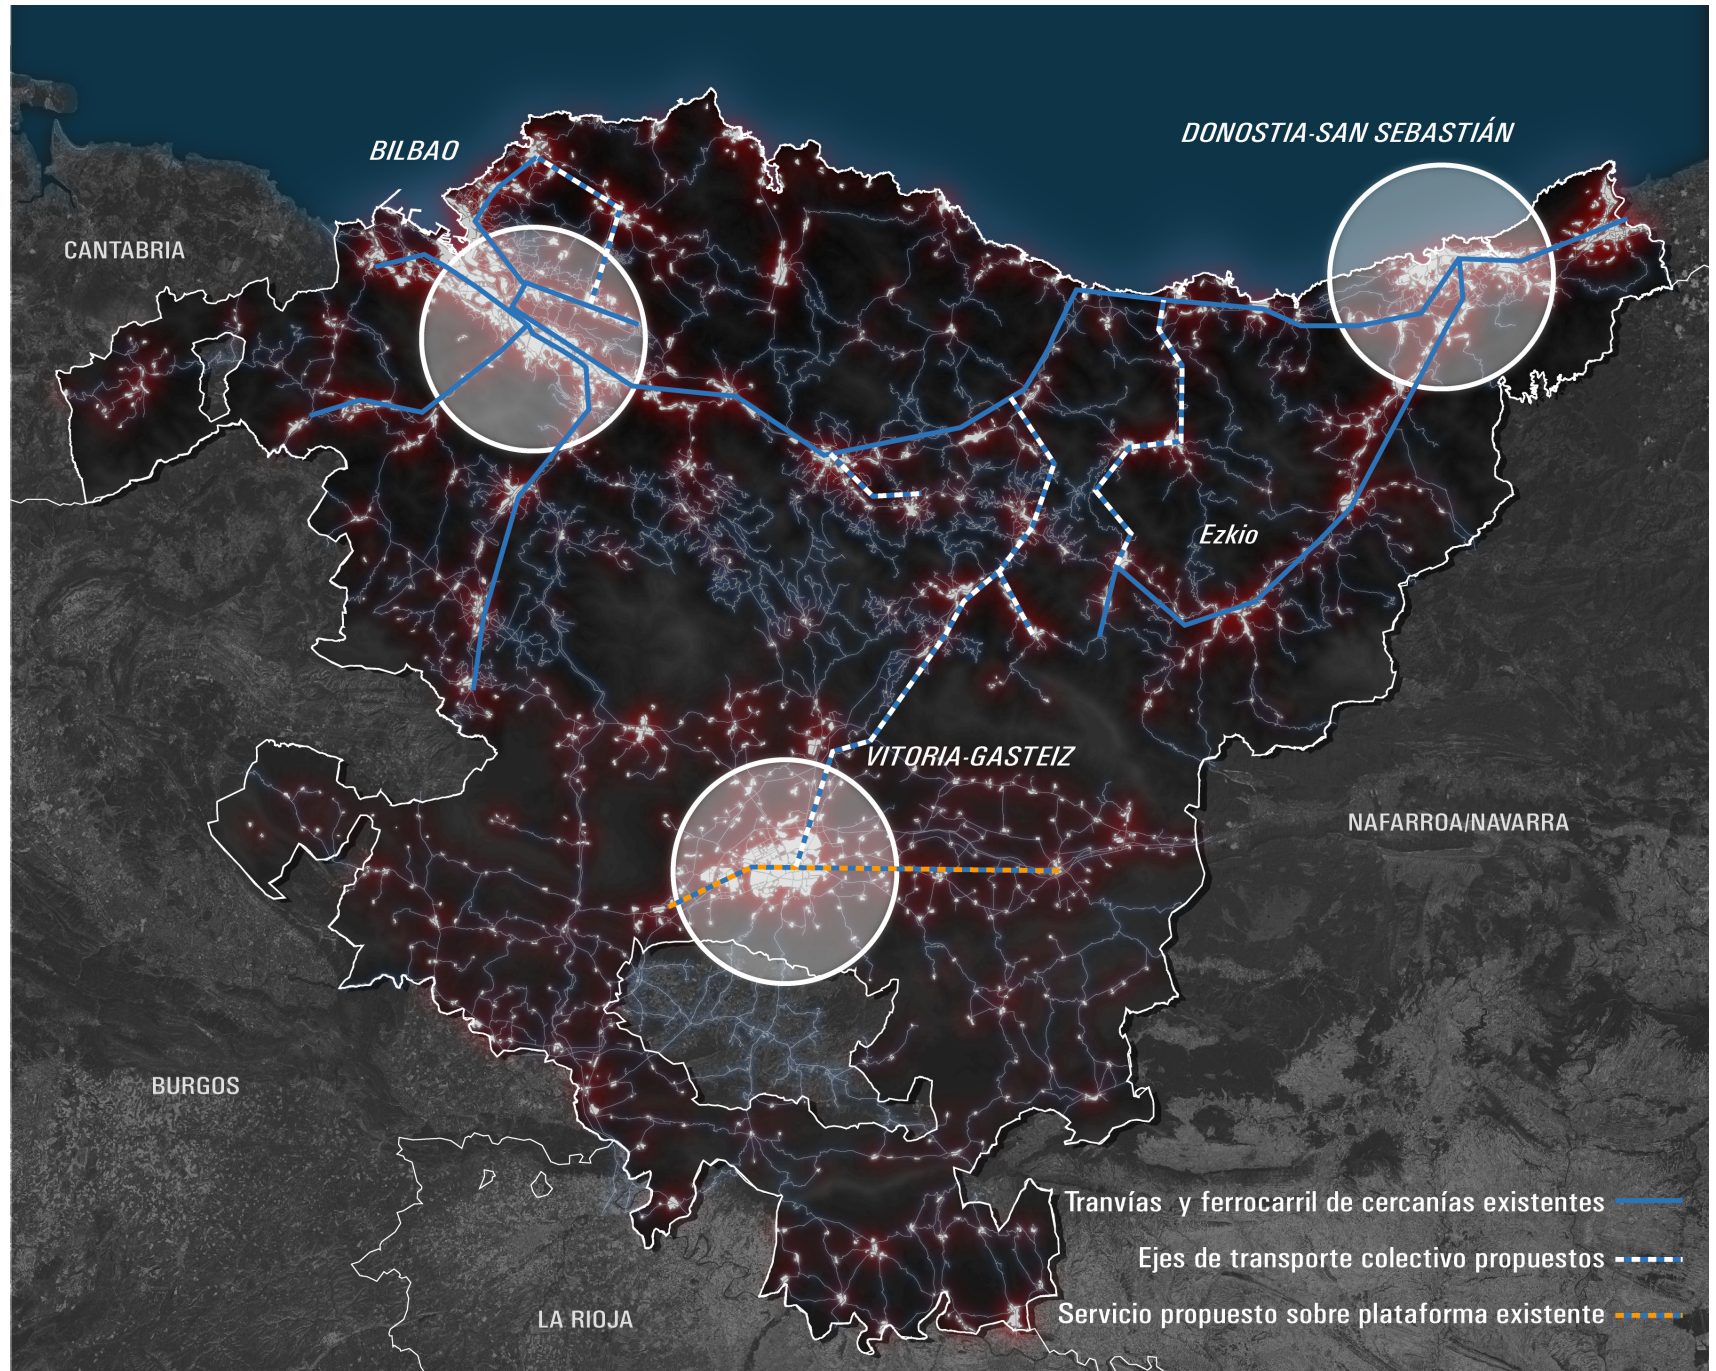 DONOSTIA-SAN SEBASTIÁN
BILBAO
CANTABRIA
Ezkio
VITORIA-GASTEIZ
NAFARROA/NAVARRA
BURGOS
LA RIOJA
Tranvías y ferrocarril de cercanías existentes
Ejes de transporte colectivo propuestos
Servicio propuesto sobre plataforma existente